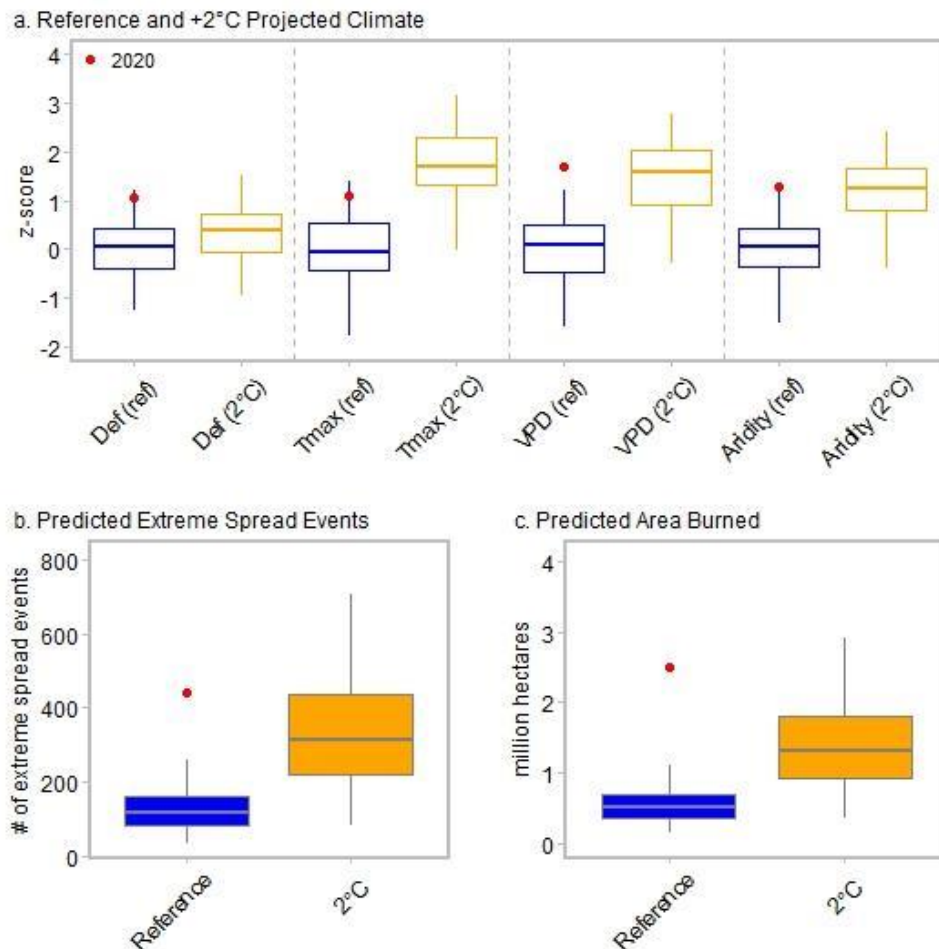 a. Reference and +2°C Projected Climate
4
3
2
1
0
-1
-2
z-score
2020
Def (ref)
Def (2°C)
Tmax (ref)
Tmax (2°C)
VPD (ref)
VPD (2°C)
Aridity (ref)
Aridity (2°C)
b. Predicted Extreme Spread Events
800
600
400
200
0
# of extreme spread events
Reference
2°C
c. Predicted Area Burned
4
3
2
1
0
million hectares
Reference
2°C